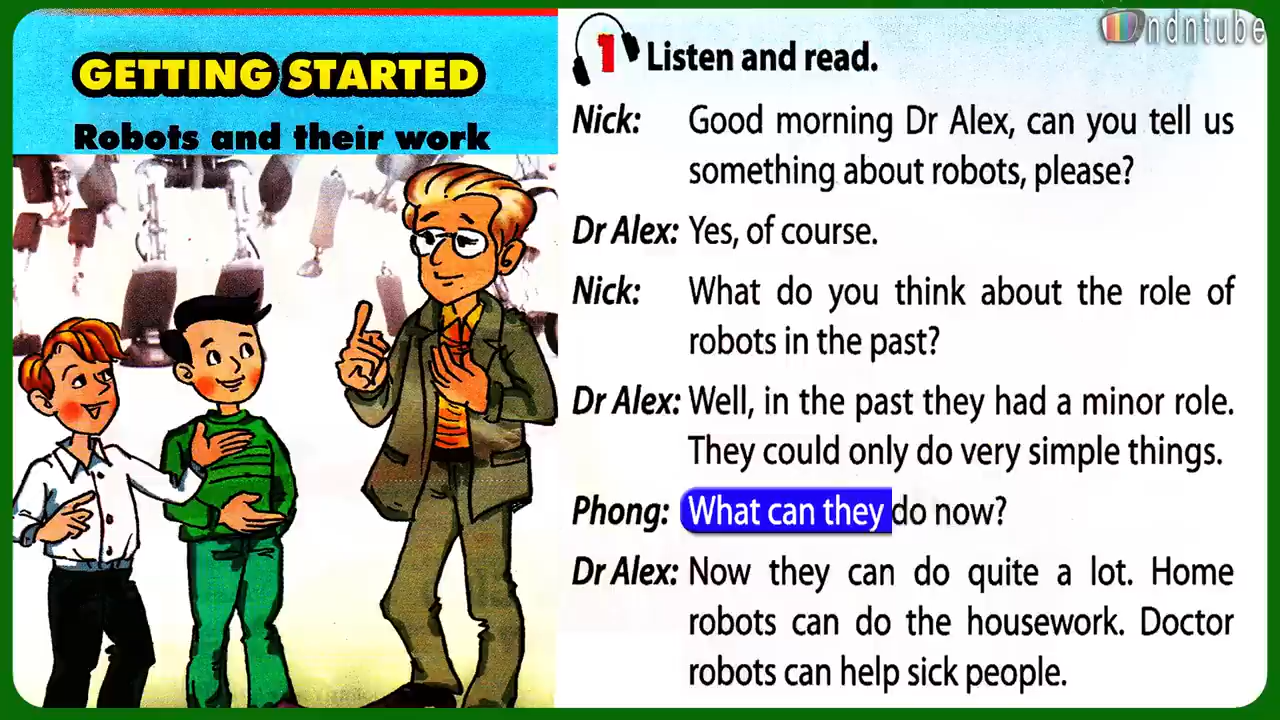 GETTING STARTED
Robots and their work
1 Listen and read.
Nick: Good morning Dr Alex, can you tell us
something about robots, please?
Dr Alex: Yes, of course.
Nick: What do you think about the role of
robots in the past?
Dr Alex: Well, in the past they had a minor role.
They could only do very simple things.
Phong: What can they do now?
Dr Alex: Now they can do quite a lot. Home
robots can do the housework. Doctor
robots can help sick people.
ndntube